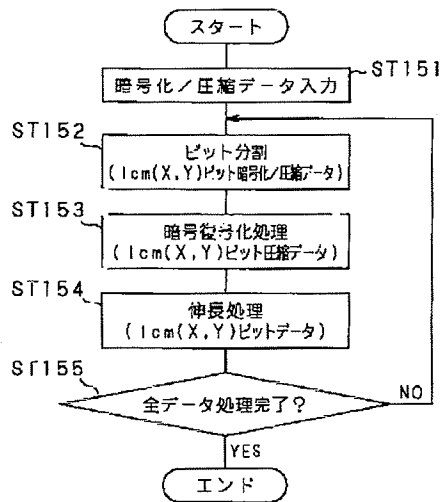 スタート
ST151
暗号化/圧縮データ入力
ST152
ビット分割
(lcm(X,Y)ビット暗号化/圧縮データ)
ST153
暗号復号化処理
(lcm(X,Y)ビット圧縮データ)
ST154
伸長処理
(lcm(X,Y)ビットデータ)
ST155
全データ処理完了?
NO
YES
エンド